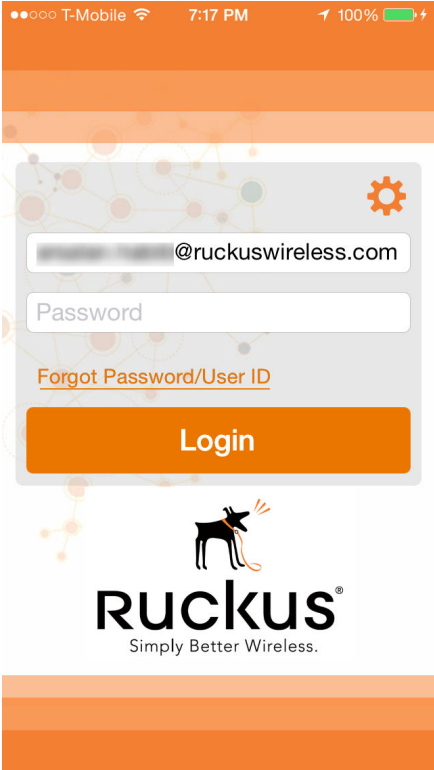 T-Mobile 7:17 PM 100%
@ruckuswireless.com
Password
Forgot Password/User ID
Login
RUCKUS®
Simply Better Wireless.